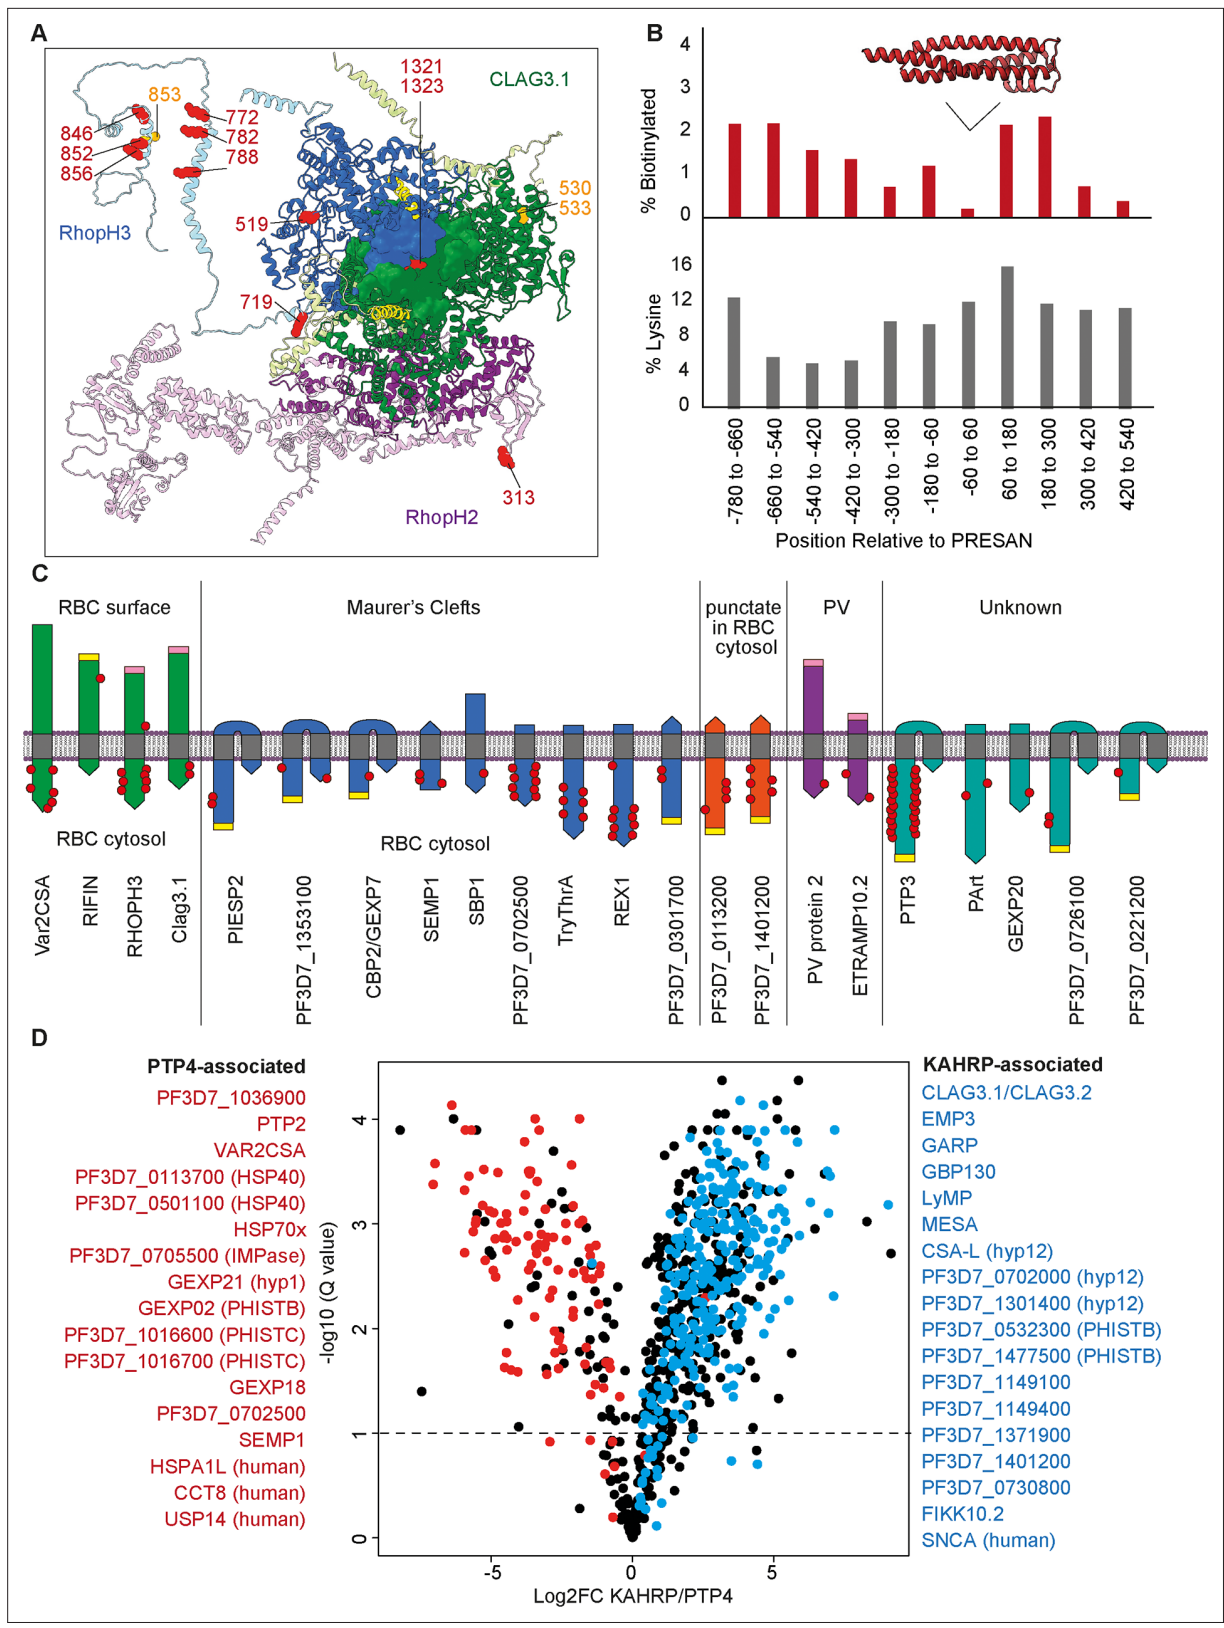 A
1321
1323
CLAG3.1
853
846
852
856
772
782
788
530
533
519
RhopH3
719
313
RhopH2
B
% Biotinylated
4
3
2
1
0
% Lysine
16
12
8
4
0
-780 to -660
-660 to -540
-540 to -420
-420 to -300
-300 to -180
-180 to -60
-60 to 60
60 to 180
180 to 300
300 to 420
420 to 540
Position Relative to PRESAN
C
RBC surface
Maurer's Clefts
punctate
in RBC
cytosol
PV
Unknown
RBC cytosol
RBC cytosol
Var2CSA
RIFIN
RHOPH3
Clag3.1
PIESP2
PF3D7_1353100
CBP2/GEXP7
SEMP1
SBP1
PF3D7_0702500
TryThrA
REX1
PF3D7_0301700
PF3D7_0113200
PF3D7_1401200
PV protein 2
ETRAMP10.2
PTP3
PArt
GEXP20
PF3D7_0726100
PF3D7_0221200
D
PTP4-associated
PF3D7_1036900
PTP2
VAR2CSA
PF3D7_0113700 (HSP40)
PF3D7_0501100 (HSP40)
HSP70x
PF3D7_0705500 (IMPase)
GEXP21 (hyp1)
GEXP02 (PHISTB)
PF3D7_1016600 (PHISTC)
PF3D7_1016700 (PHISTC)
GEXP18
PF3D7_0702500
SEMP1
HSPA1L (human)
CCT8 (human)
USP14 (human)
-log10 (Q value)
4
3
2
1
0
-5
0
5
Log2FC KAHRP/PTP4
KAHRP-associated
CLAG3.1/CLAG3.2
EMP3
GARP
GBP130
LyMP
MESA
CSA-L (hyp12)
PF3D7_0702000 (hyp12)
PF3D7_1301400 (hyp12)
PF3D7_0532300 (PHISTB)
PF3D7_1477500 (PHISTB)
PF3D7_1149100
PF3D7_1149400
PF3D7_1371900
PF3D7_1401200
PF3D7_0730800
FIKK10.2
SNCA (human)